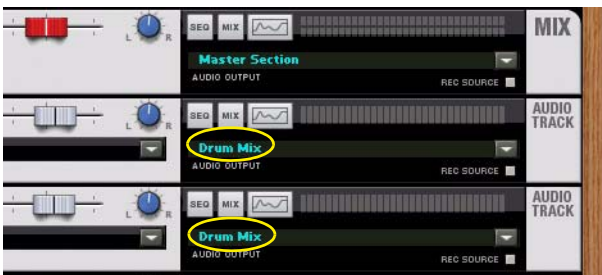 L R SEQ MIX MIX
Master Section
AUDIO OUTPUT REC SOURCE
L R SEQ MIX AUDIO
TRACK
Drum Mix
AUDIO OUTPUT REC SOURCE
L R SEQ MIX AUDIO
TRACK
Drum Mix
AUDIO OUTPUT REC SOURCE